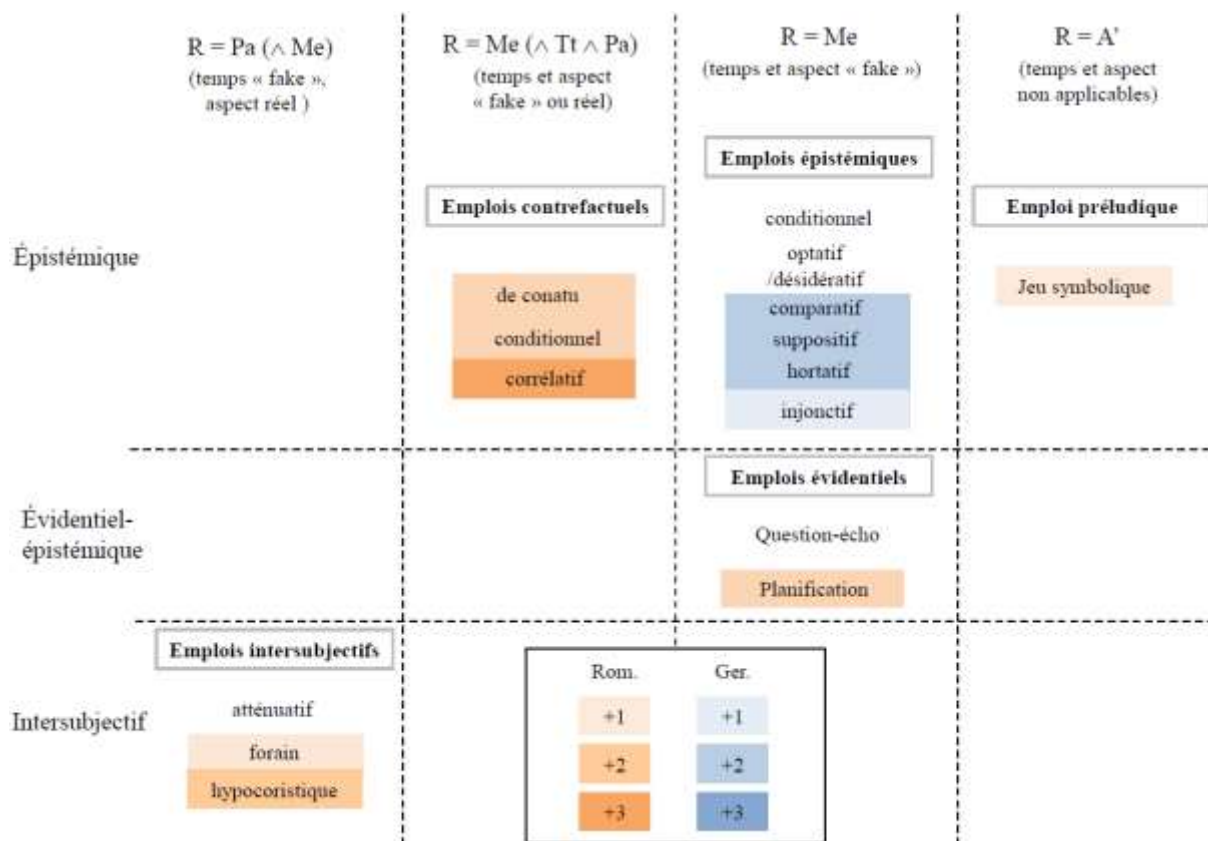 R = Pa (∧ Me)
(temps « fake »,
aspect réel )
R = Me (∧ Tt ∧ Pa)
(temps et aspect
« fake » ou réel)
R = Me
(temps et aspect « fake »)
R = A'
(temps et aspect
non applicables)
Épistémique
Emplois contrefactuels
de conatu
conditionnel
corrélatif
Emplois épistémiques
conditionnel
optatif
/désidératif
comparatif
suppositif
hortatif
injonctif
Emploi préludique
Jeu symbolique
Évidentiel-
épistémique
Emplois évidentiels
Question-écho
Planification
Intersubjectif
Emplois intersubjectifs
atténuatif
forain
hypocoristique
Rom. Ger.
+1 +1
+2 +2
+3 +3